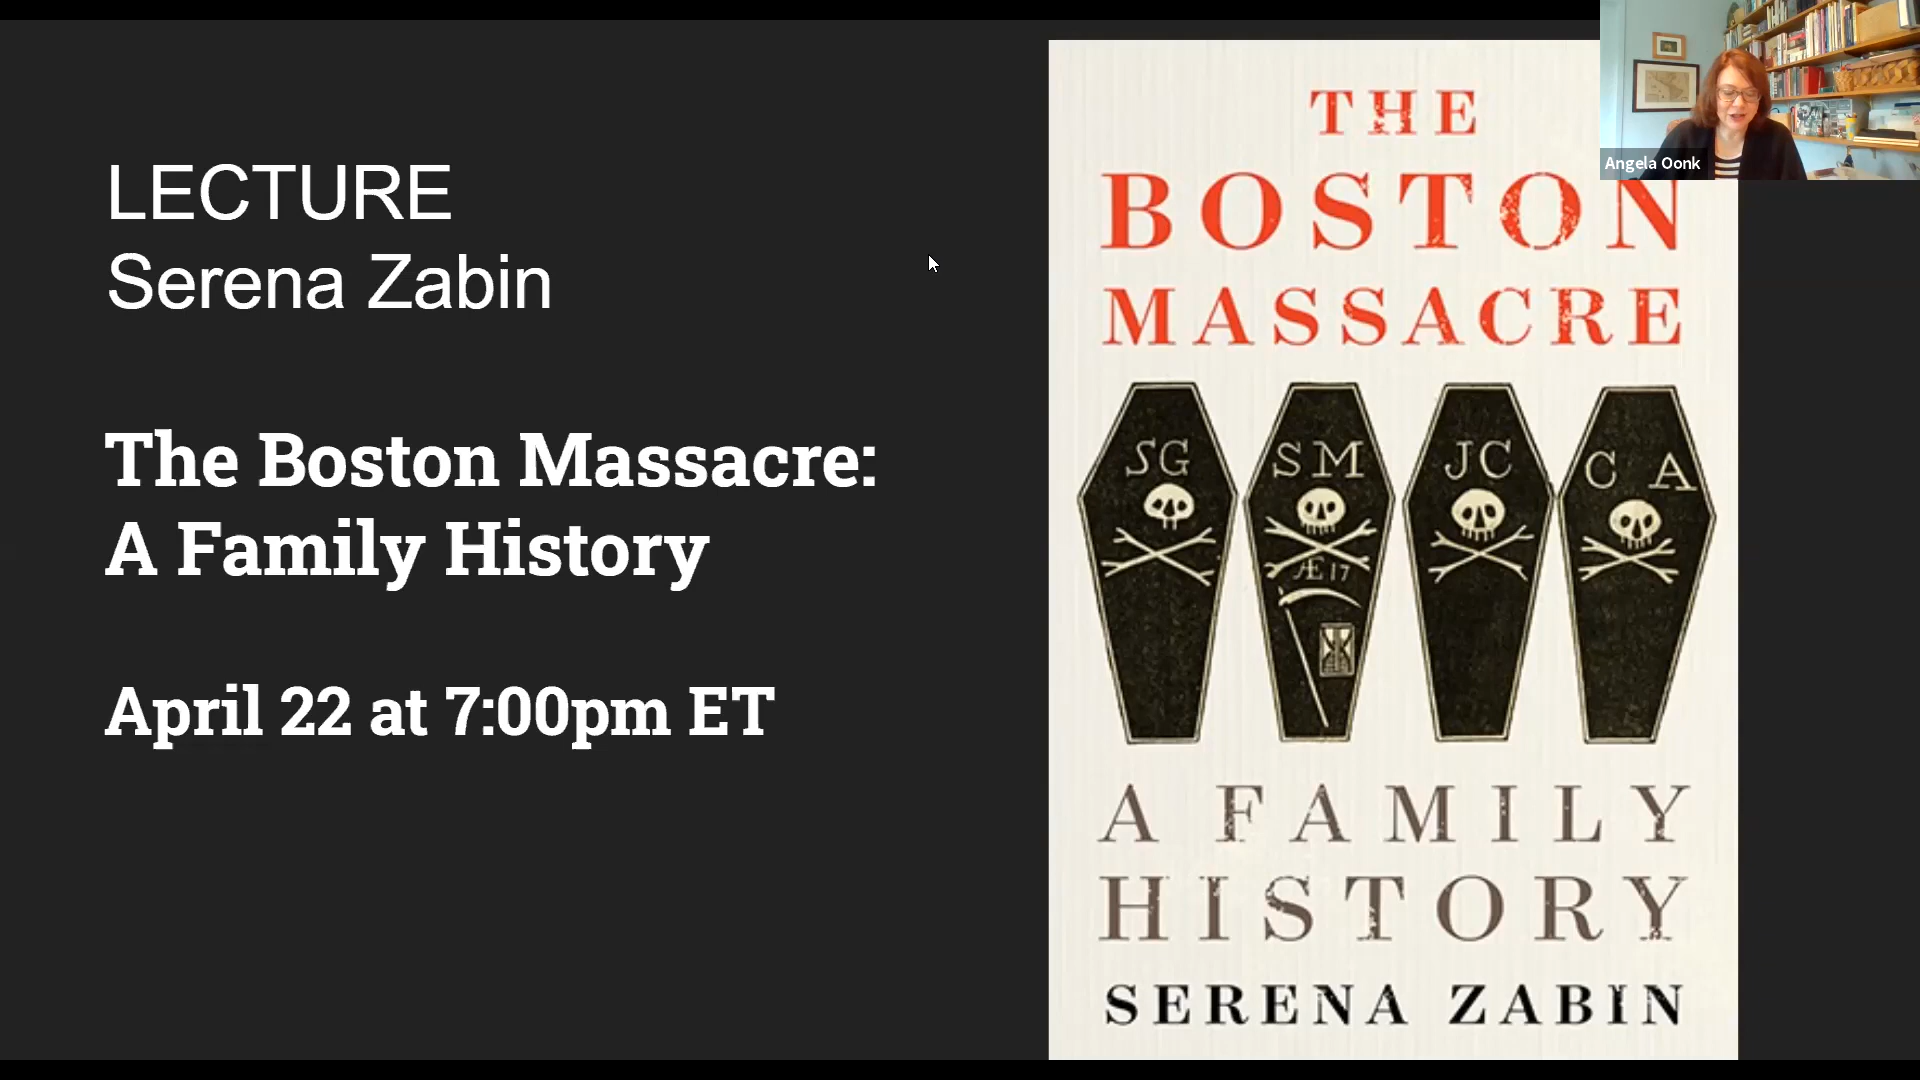 LECTURE
Serena Zabin
The Boston Massacre:
A Family History
April 22 at 7:00pm ET
THE
BOSTON
MASSACRE
SG
SM
JC
C A
Æ 17
A FAMILY
HISTORY
SERENA ZABIN
Angela Oonk